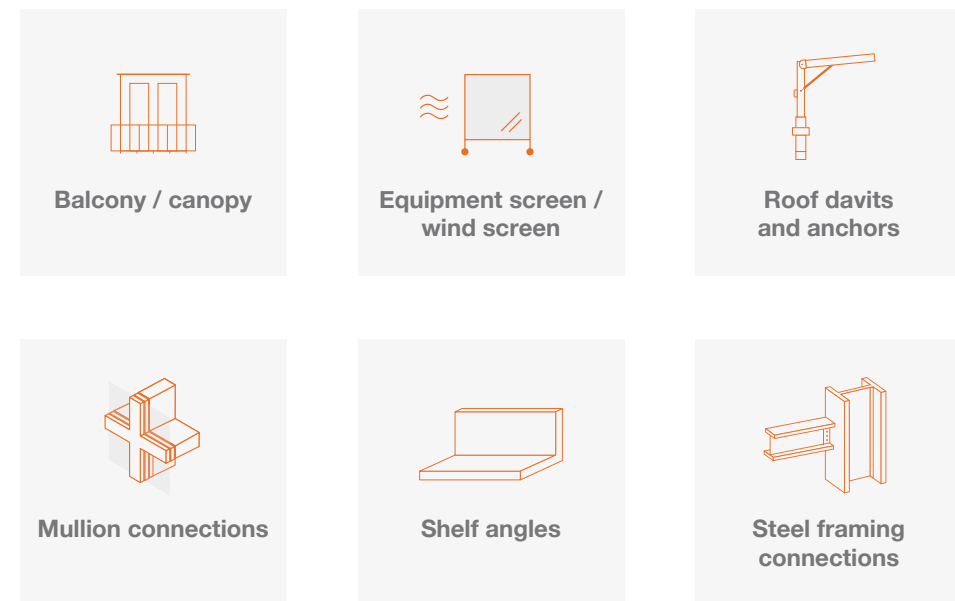 Balcony / canopy
Equipment screen /
wind screen
Roof davits
and anchors
Mullion connections
Shelf angles
Steel framing
connections